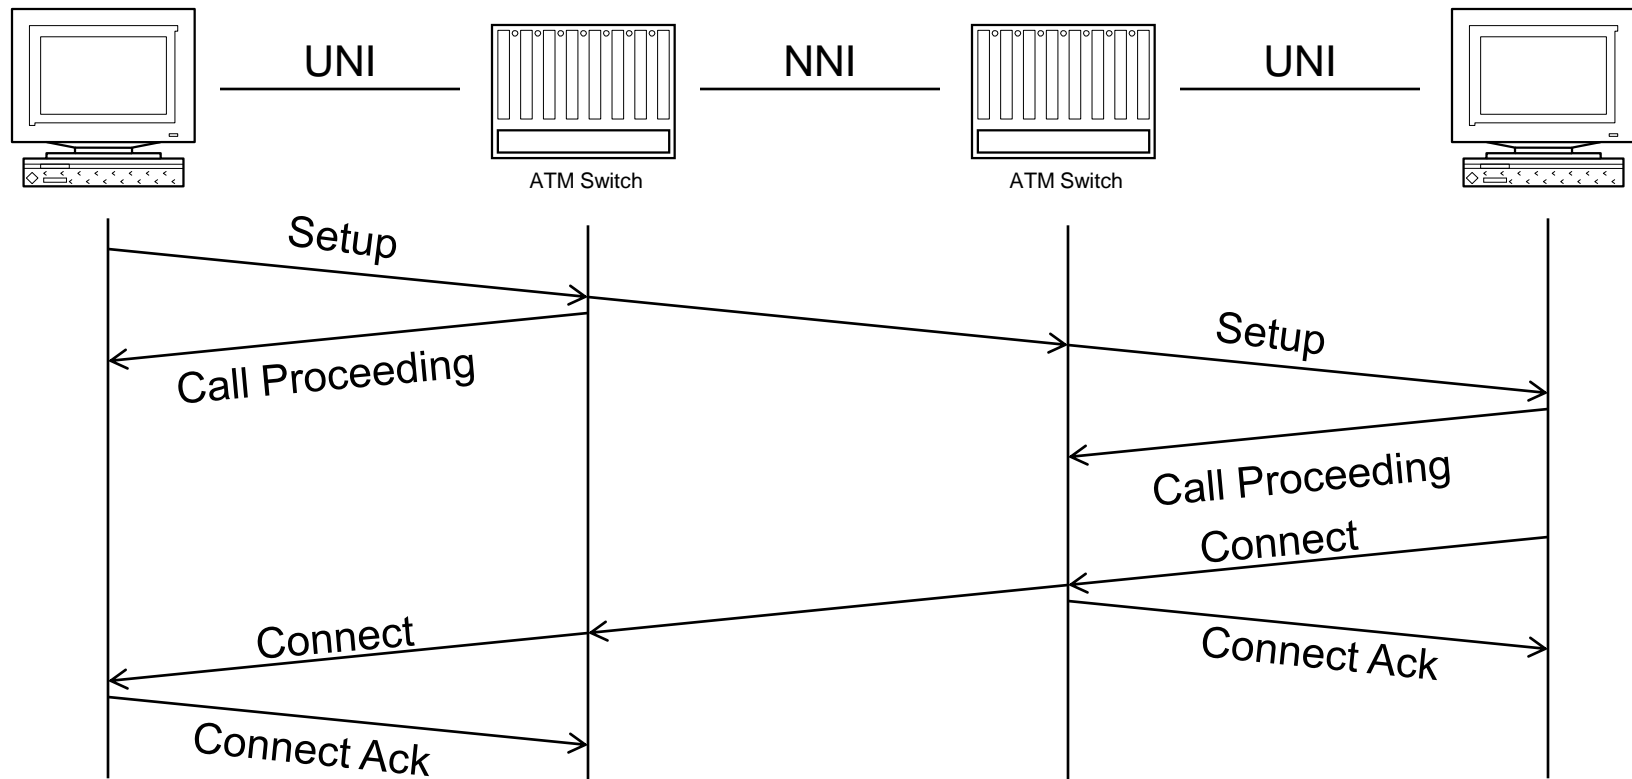 UNI
NNI
UNI
ATM Switch
ATM Switch
Setup
Setup
Call Proceeding
Call Proceeding
Connect
Connect
Connect Ack
Connect Ack